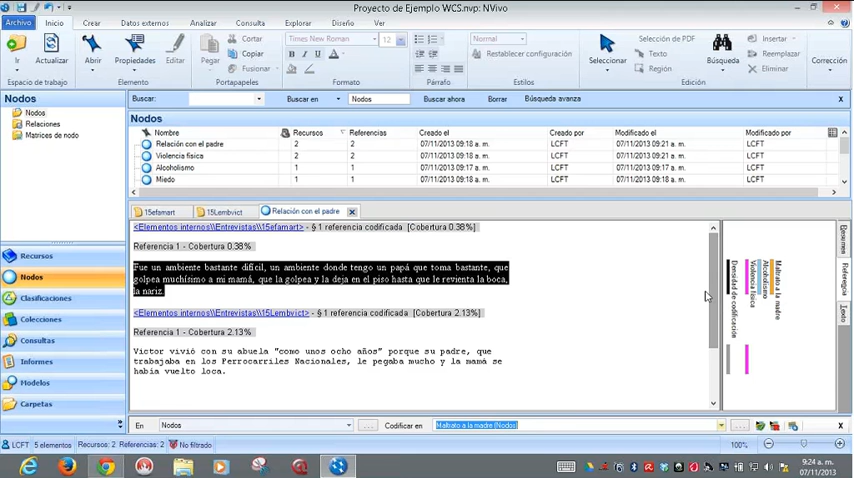 Proyecto de Ejemplo WCS.nvp: NVivo
Archivo Inicio Crear Datos externos Analizar Consulta Explorar Diseño Ver
Ir
Actualizar
Espacio de trabajo
Abrir
Propiedades
Editar
Elemento
Pegar
Cortar
Copiar
Fusionar
Portapapeles
Times New Roman 12
Formato
Normal
Restablecer configuración
Párrafo
Estilos
Seleccionar
Selección de PDF
Texto
Región
Búsqueda
Insertar
Reemplazar
Eliminar
Edición
Corrección
Nodos
Nodos
Relaciones
Matrices de nodo
Recursos
Nodos
Clasificaciones
Colecciones
Consultas
Informes
Modelos
Carpetas
Buscar: Buscar en Nodos Buscar ahora Borrar Búsqueda avanza
Nodos
Nombre Recursos Referencias Creado el Creado por Modificado el Modificado por
Relación con el padre 2 2 07/11/2013 09:18 a. m. LCFT 07/11/2013 09:21 a. m. LCFT
Violencia física 2 2 07/11/2013 09:18 a. m. LCFT 07/11/2013 09:21 a. m. LCFT
Alcoholismo 1 1 07/11/2013 09:18 a. m. LCFT 07/11/2013 09:17 a. m. LCFT
Miedo 1 1 07/11/2013 09:18 a. m. LCFT 07/11/2013 09:18 a. m. LCFT
15efamart 15Lembvict Relación con el padre
<Elementos internos\\Entrevistas\\15efamart> - § 1 referencia codificada [Cobertura 0.38%]
Referencia 1 - Cobertura 0.38%
Fue un ambiente bastante difícil, un ambiente donde tengo un papá que toma bastante, que
golpea muchísimo a mi mamá, que la golpea y la deja en el piso hasta que le revienta la boca,
la nariz.
<Elementos internos\\Entrevistas\\15Lembvict> - § 1 referencia codificada [Cobertura 2.13%]
Referencia 1 - Cobertura 2.13%
Víctor vivió con su abuela "como unos ocho años" porque su padre, que
trabajaba en los Ferrocarriles Nacionales, le pegaba mucho y la mamá se
había vuelto loca.
Densidad de codificación
Violencia física
Alcoholismo
Maltrato a la madre
Resumen
Referencia
Texto
En Nodos ... Codificar en Maltrato a la madre (Nodos) ...
LCFT 5 elementos Recursos: 2 Referencias: 2 No filtrado 100%
9:24 a. m.
07/11/2013